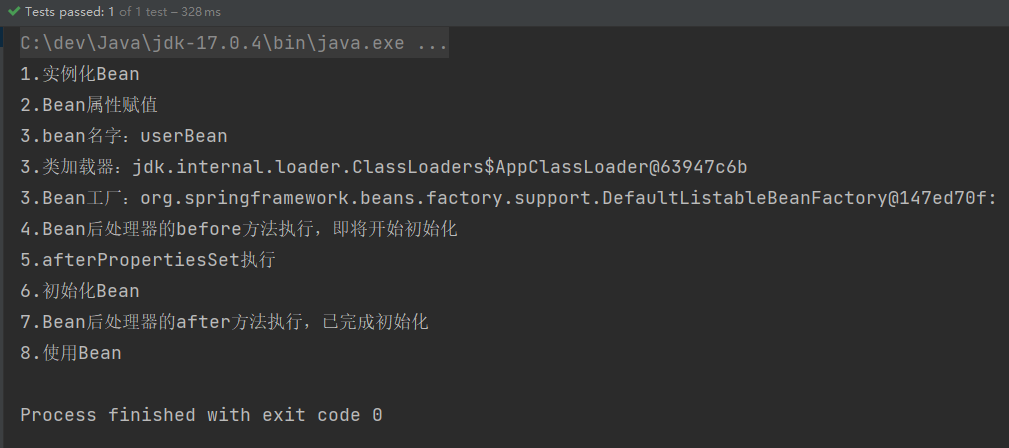 Tests passed: 1 of 1 test – 328 ms
C:\dev\Java\jdk-17.0.4\bin\java.exe ...
1.实例化Bean
2.Bean属性赋值
3.bean名字：userBean
3.类加载器：jdk.internal.loader.ClassLoaders$AppClassLoader@63947c6b
3.Bean工厂：org.springframework.beans.factory.support.DefaultListableBeanFactory@147ed70f:
4.Bean后处理器的before方法执行，即将开始初始化
5.afterPropertiesSet执行
6.初始化Bean
7.Bean后处理器的after方法执行，已完成初始化
8.使用Bean
Process finished with exit code 0